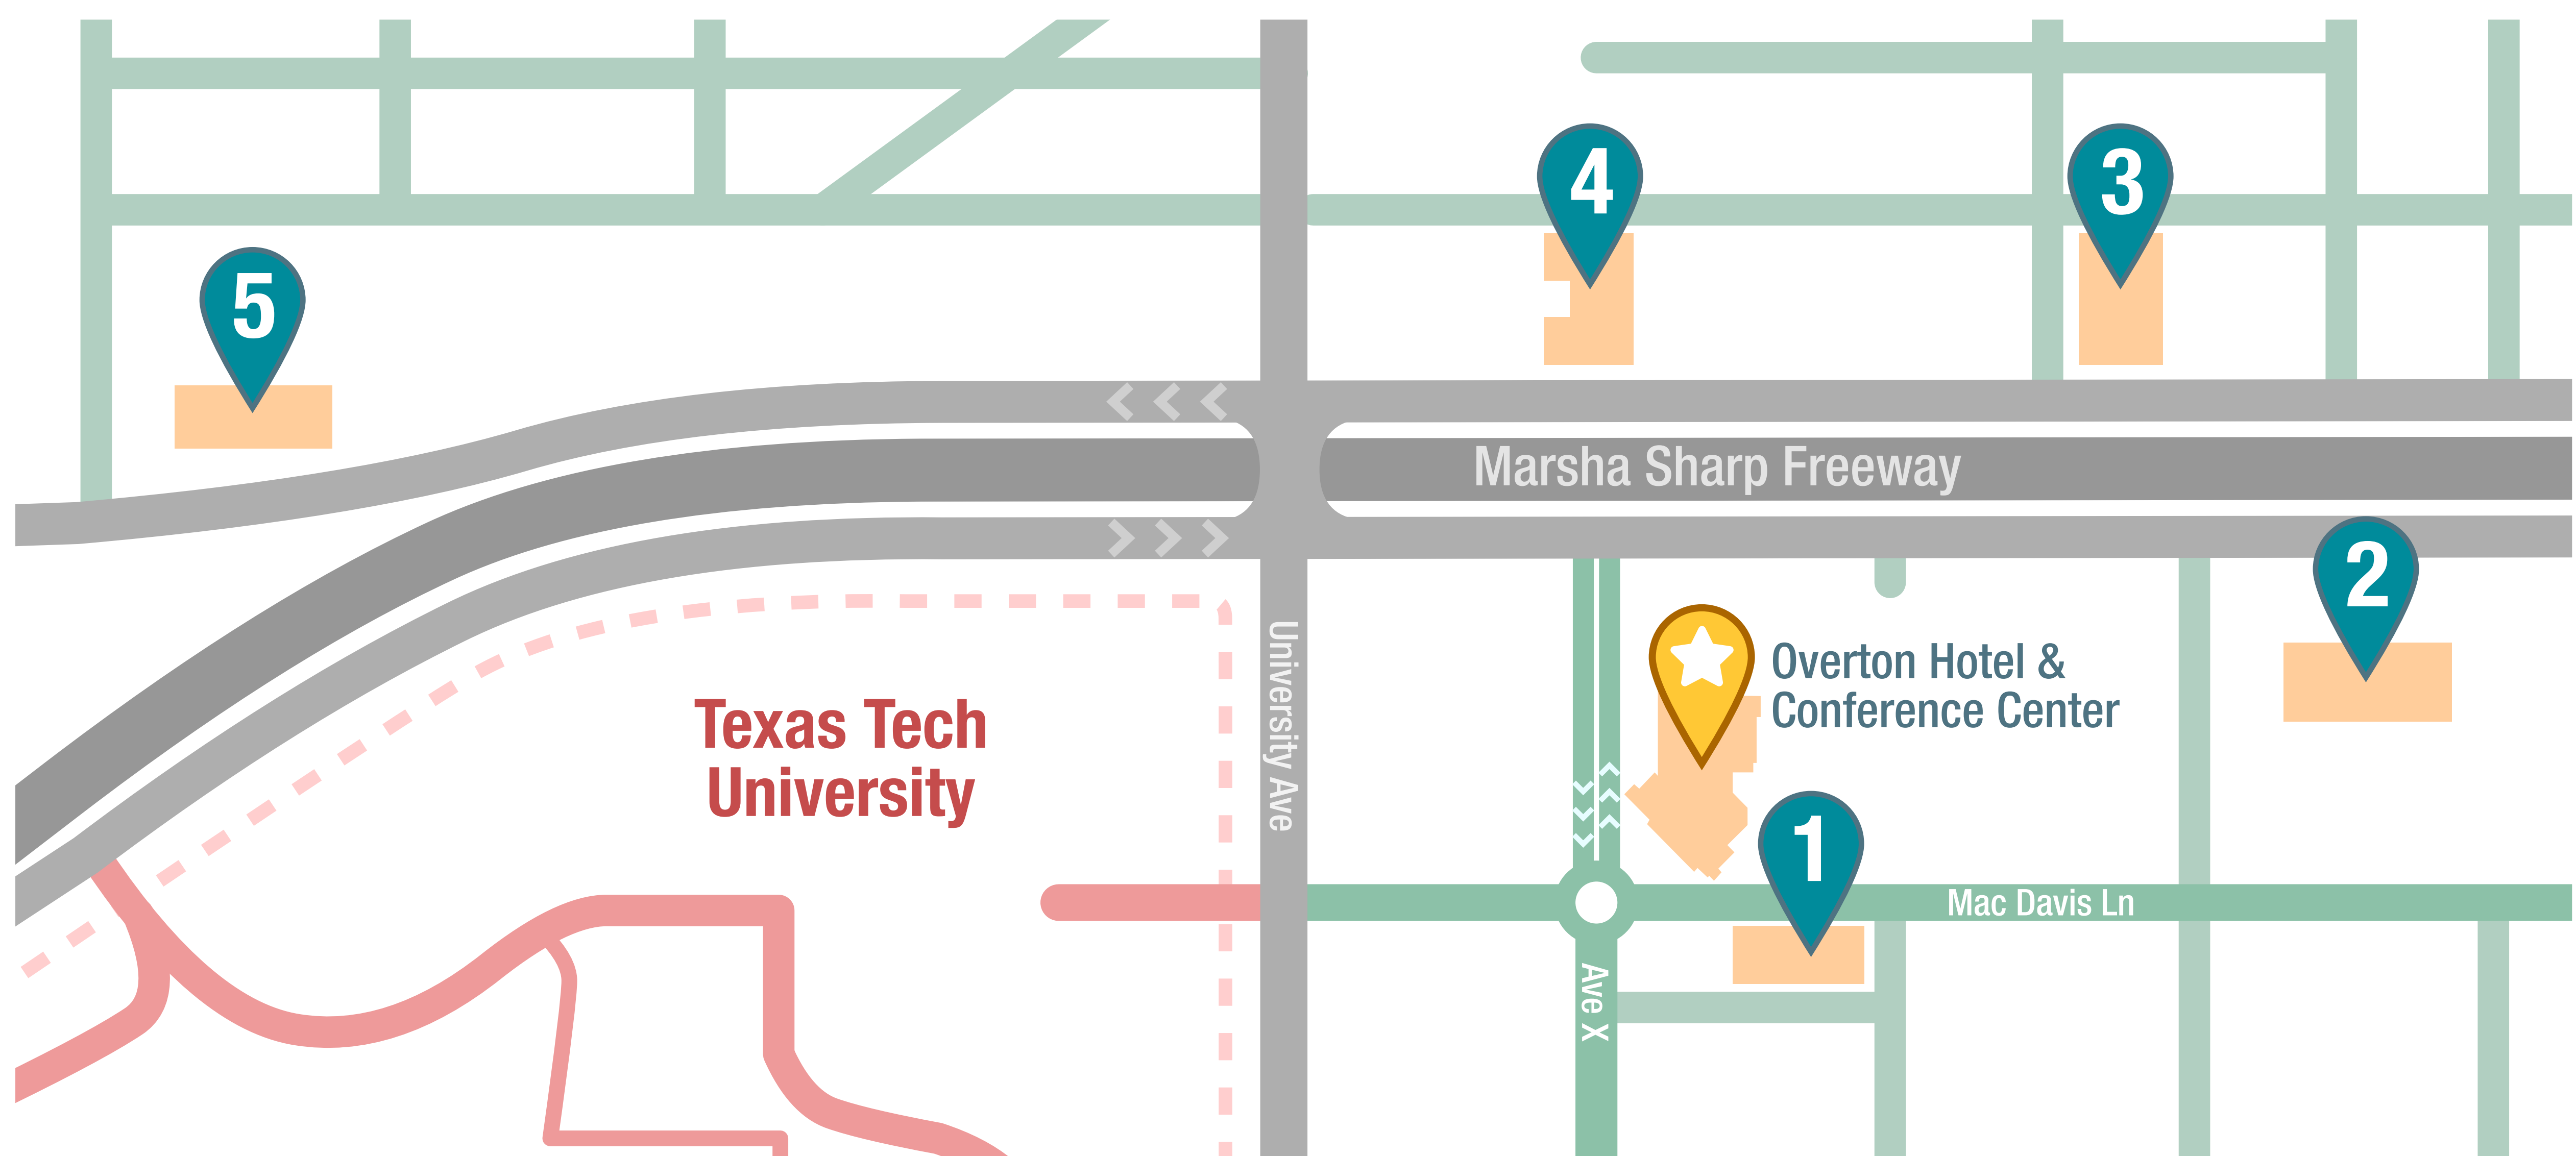 4
3
5
Marsha Sharp Freeway
2
University Ave
Overton Hotel &
Conference Center
Texas Tech
University
1
Mac Davis Ln
Ave X